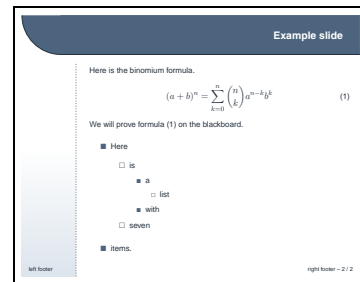 Example slide
Here is the binomium formula.
(a + b)^n = \sum_{k=0}^{n} \binom{n}{k} a^{n-k} b^k (1)
We will prove formula (1) on the blackboard.
Here
is
a
list
with
seven
items.
left footer right footer – 2 / 2